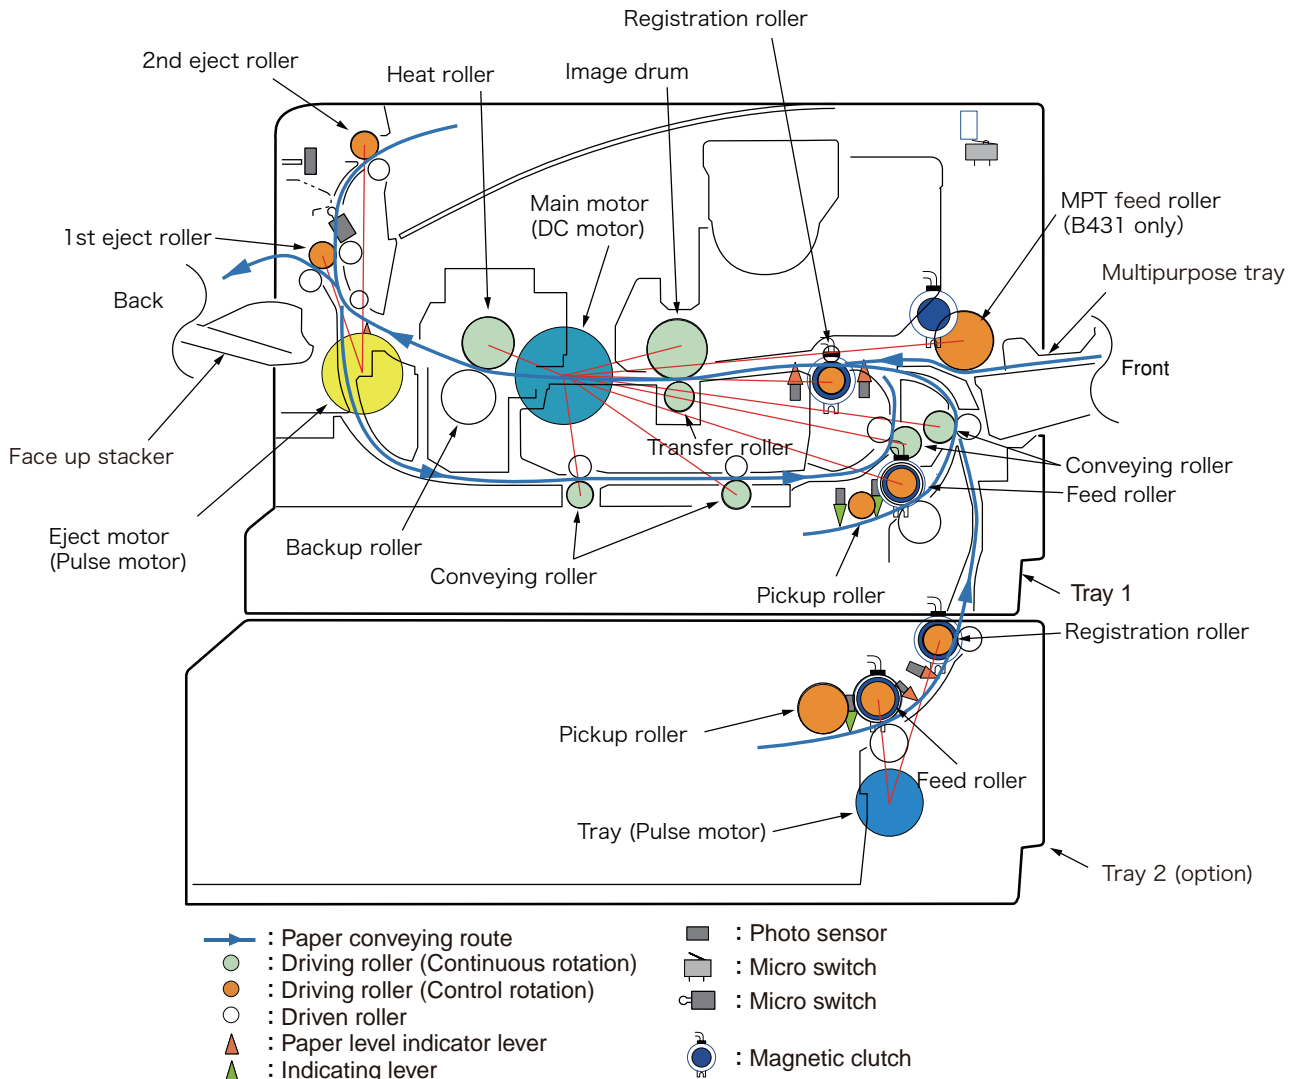 Registration roller
2nd eject roller
Heat roller
Image drum
Main motor
(DC motor)
MPT feed roller
(B431 only)
1st eject roller
Multipurpose tray
Back
Front
Face up stacker
Transfer roller
Conveying roller
Feed roller
Eject motor
(Pulse motor)
Backup roller
Conveying roller
Pickup roller
Tray 1
Registration roller
Pickup roller
Feed roller
Tray (Pulse motor)
Tray 2 (option)
: Paper conveying route
: Driving roller (Continuous rotation)
: Driving roller (Control rotation)
: Driven roller
: Paper level indicator lever
: Indicating lever
: Photo sensor
: Micro switch
: Micro switch
: Magnetic clutch